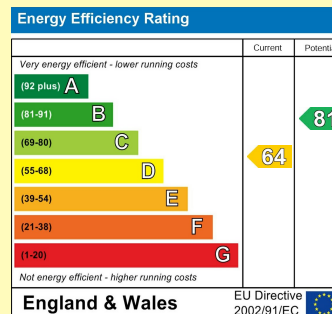 Energy Efficiency Rating
Current
Very energy efficient - lower running costs
(92 plus) A
(81-91) B
81
(69-80) C
64
(55-68) D
(39-54) E
(21-38) F
(1-20) G
Not energy efficient - higher running costs
England & Wales
EU Directive
2002/91/EC